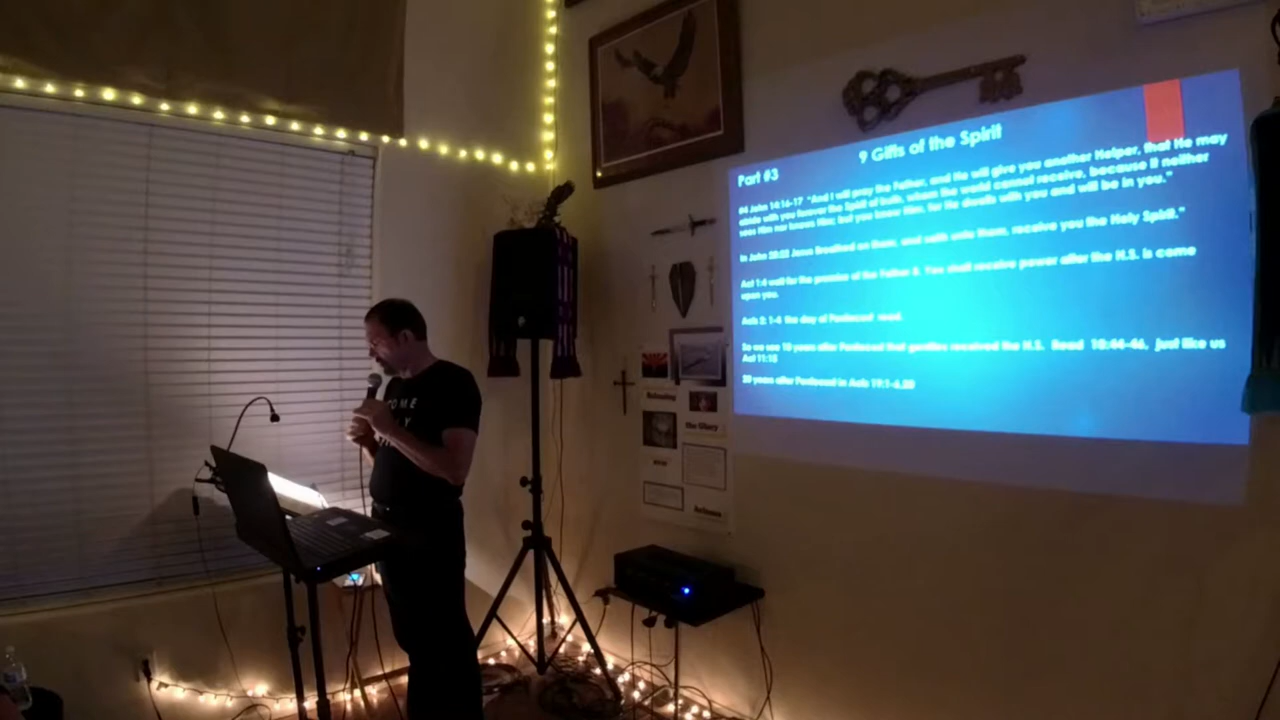 9 Gifts of the Spirit
Part #3
#4 John 14:16-17 "And I will pray the Father, and He will give you another Helper, that He may
abide with you forever the Spirit of truth, whom the world cannot receive, because it neither
sees Him nor knows Him; but you know Him, for He dwells with you and will be in you."
In John 20:22 Jesus Breathed on them, and saith unto them, receive you the Holy Spirit."
Act 1:4 wait for the promise of the Father 8. You shall receive power after the H.S. is come
upon you.
Acts 2: 1-4 the day of Pentecost read.
So we see 10 years after Pentecost that gentiles received the H.S. Read 10:44-46, just like us
Act 11:15
20 years after Pentecost in Acts 19:1-6.
OME
Y
the Glory